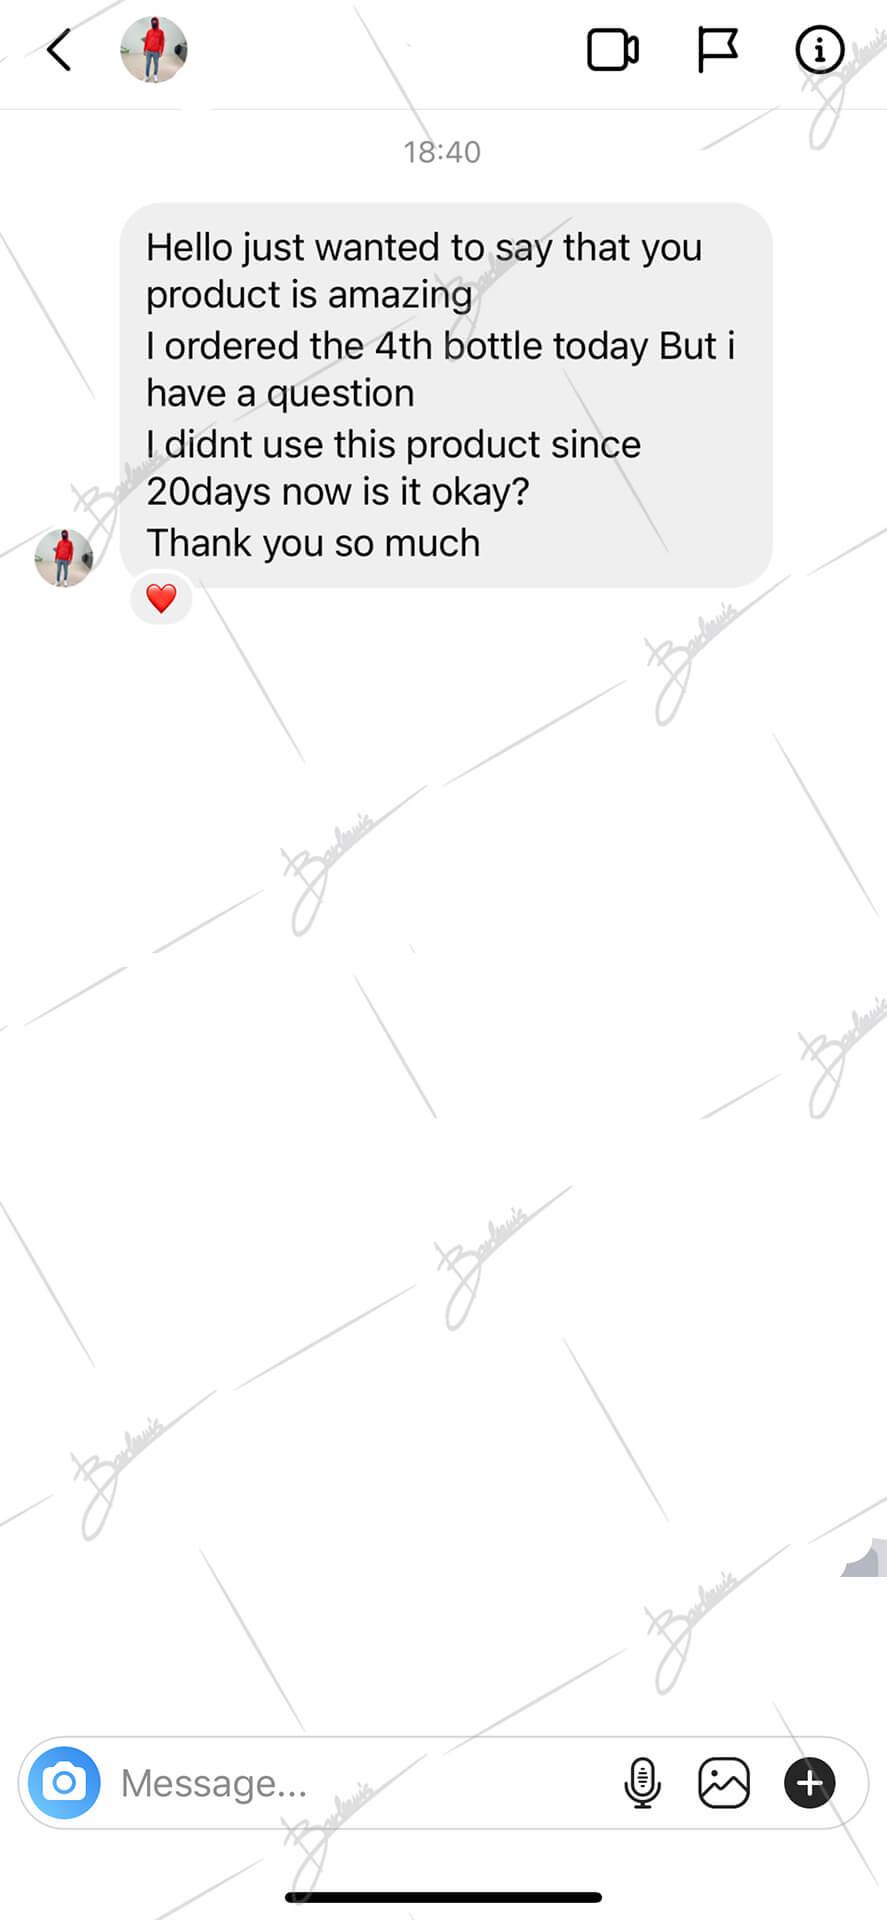 18:40
Hello just wanted to say that you
product is amazing
I ordered the 4th bottle today But i
have a question
I didnt use this product since
20days now is it okay?
Thank you so much
Message...